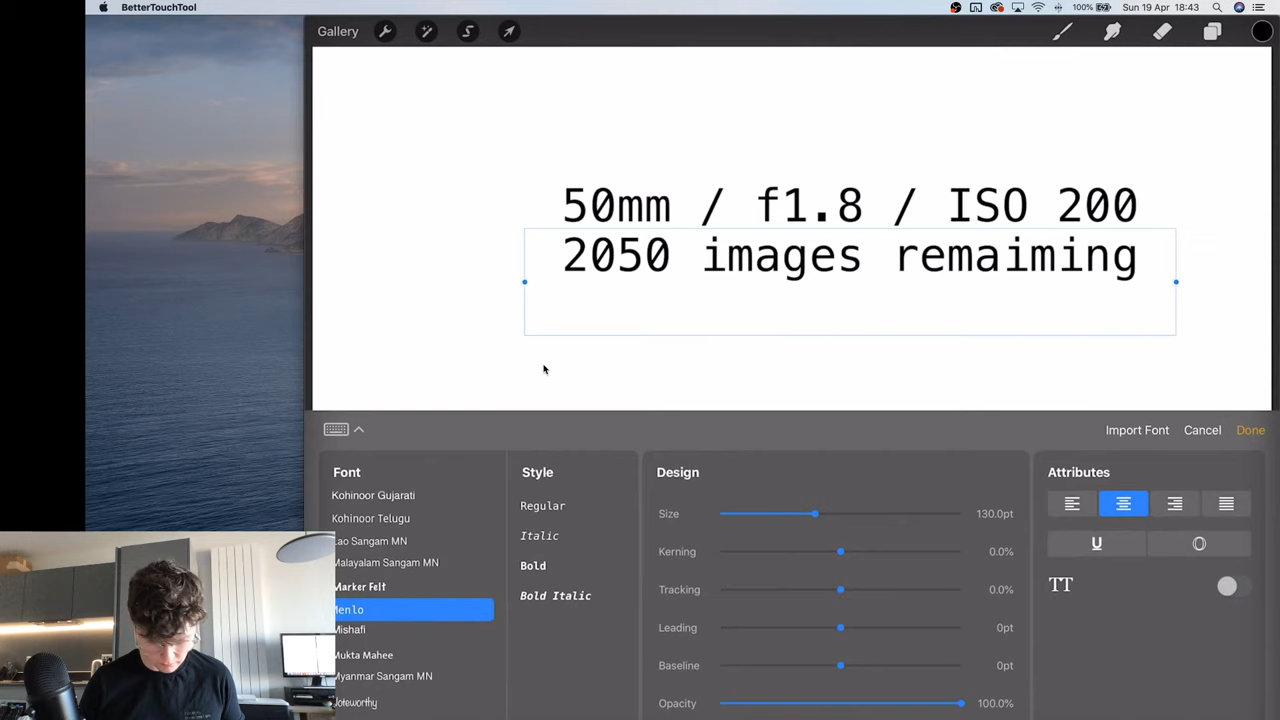 BetterTouchTool 100% Sun 19 Apr 18:43
Gallery
50mm / f1.8 / ISO 200
2050 images remaiming
Import Font Cancel Done
Font Style Design Attributes
Kohinoor Gujarati
Kohinoor Telugu
Lao Sangam MN
Malayalam Sangam MN
Marker Felt
Menlo
Mishafi
Mukta Mahee
Myanmar Sangam MN
Noteworthy
Regular
Italic
Bold
Bold Italic
Size 130.0pt
Kerning 0.0%
Tracking 0.0%
Leading 0pt
Baseline 0pt
Opacity 100.0%
U O
TT